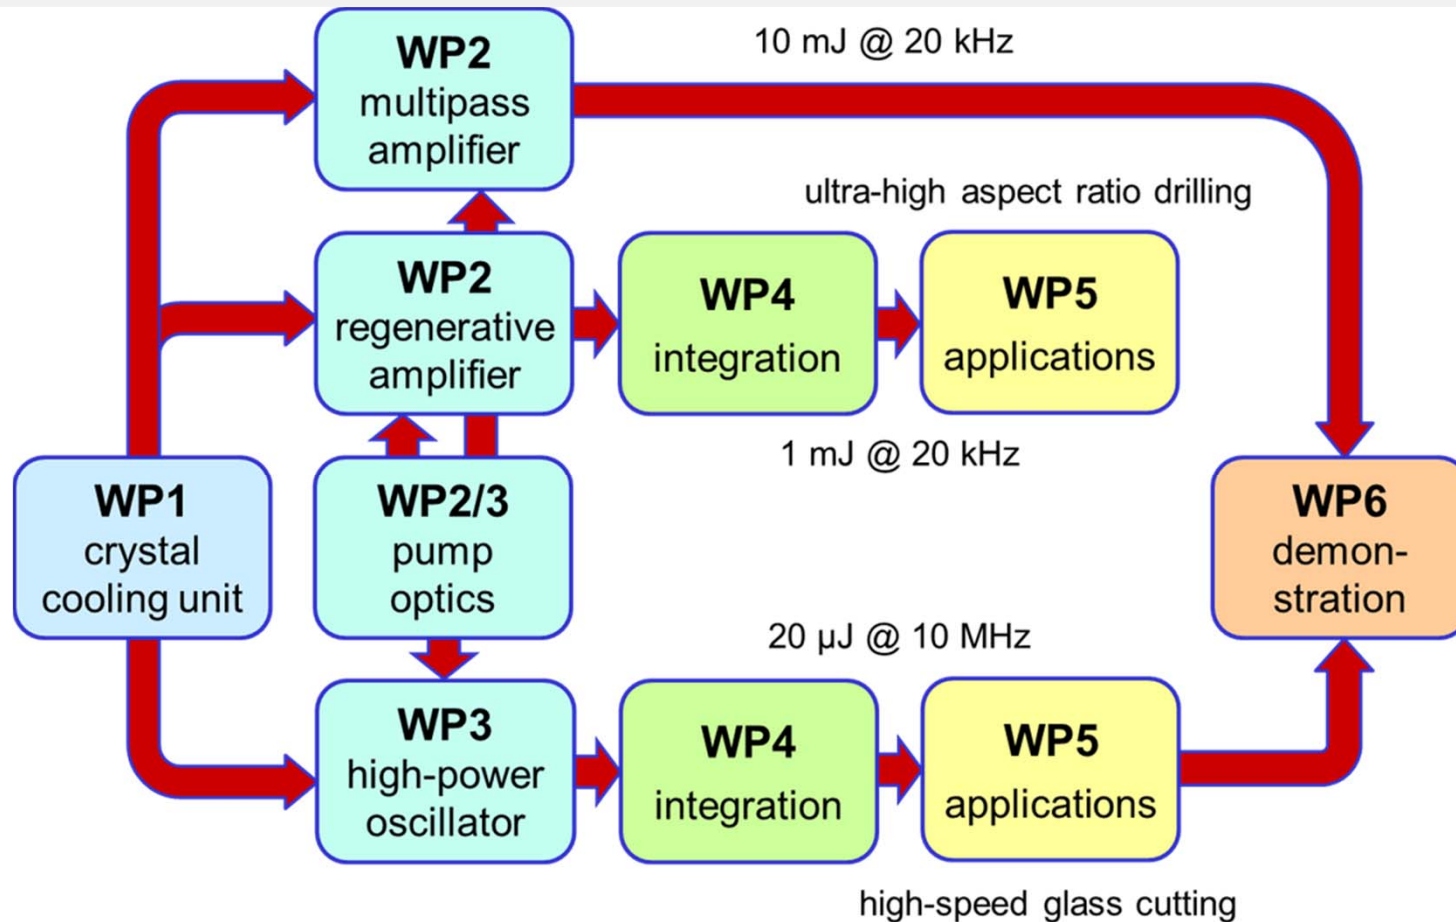 WP2
multipass
amplifier
10 mJ @ 20 kHz
ultra-high aspect ratio drilling
WP2
regenerative
amplifier
WP4
integration
WP5
applications
1 mJ @ 20 kHz
WP1
crystal
cooling unit
WP2/3
pump
optics
WP6
demon-
stration
20 µJ @ 10 MHz
WP3
high-power
oscillator
WP4
integration
WP5
applications
high-speed glass cutting